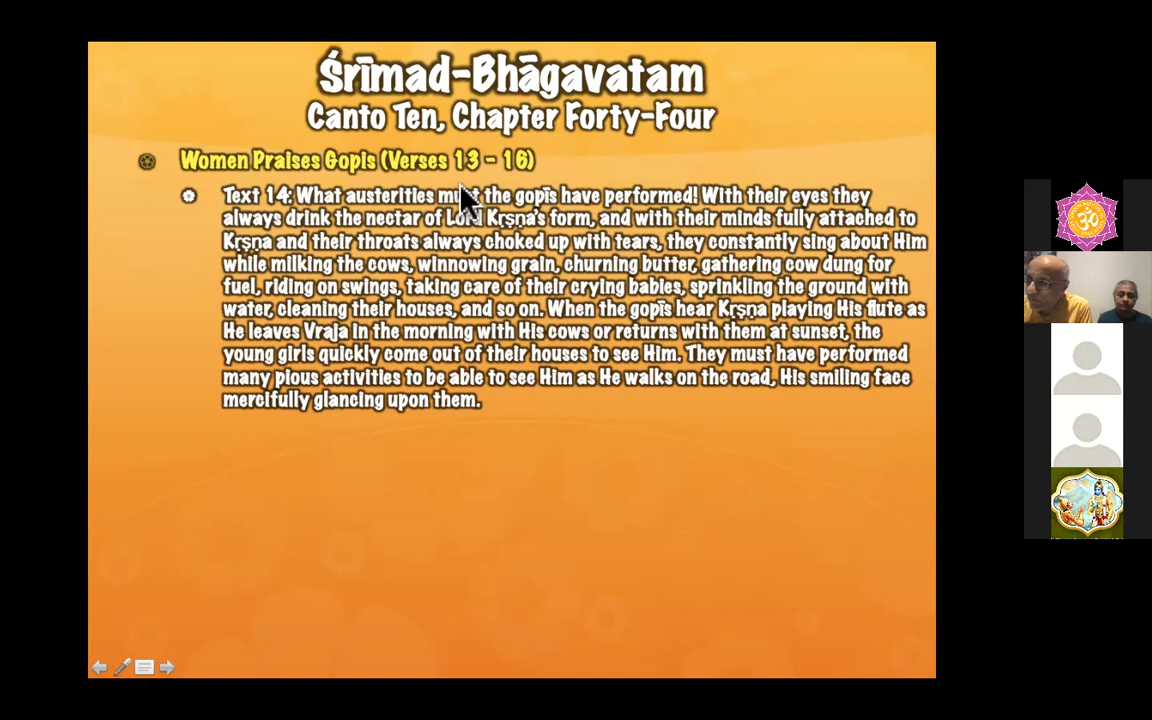 Śrīmad-Bhāgavatam
Canto Ten, Chapter Forty-Four
Women Praises Gopis (Verses 13 - 16)
Text 14: What austerities must the gopīs have performed! With their eyes they
always drink the nectar of Lord Kṛṣṇa's form, and with their minds fully attached to
Kṛṣṇa and their throats always choked up with tears, they constantly sing about Him
while milking the cows, winnowing grain, churning butter, gathering cow dung for
fuel, riding on swings, taking care of their crying babies, sprinkling the ground with
water, cleaning their houses, and so on. When the gopīs hear Kṛṣṇa playing His flute as
He leaves Vraja in the morning with His cows or returns with them at sunset, the
young girls quickly come out of their houses to see Him. They must have performed
many pious activities to be able to see Him as He walks on the road, His smiling face
mercifully glancing upon them.
ॐ